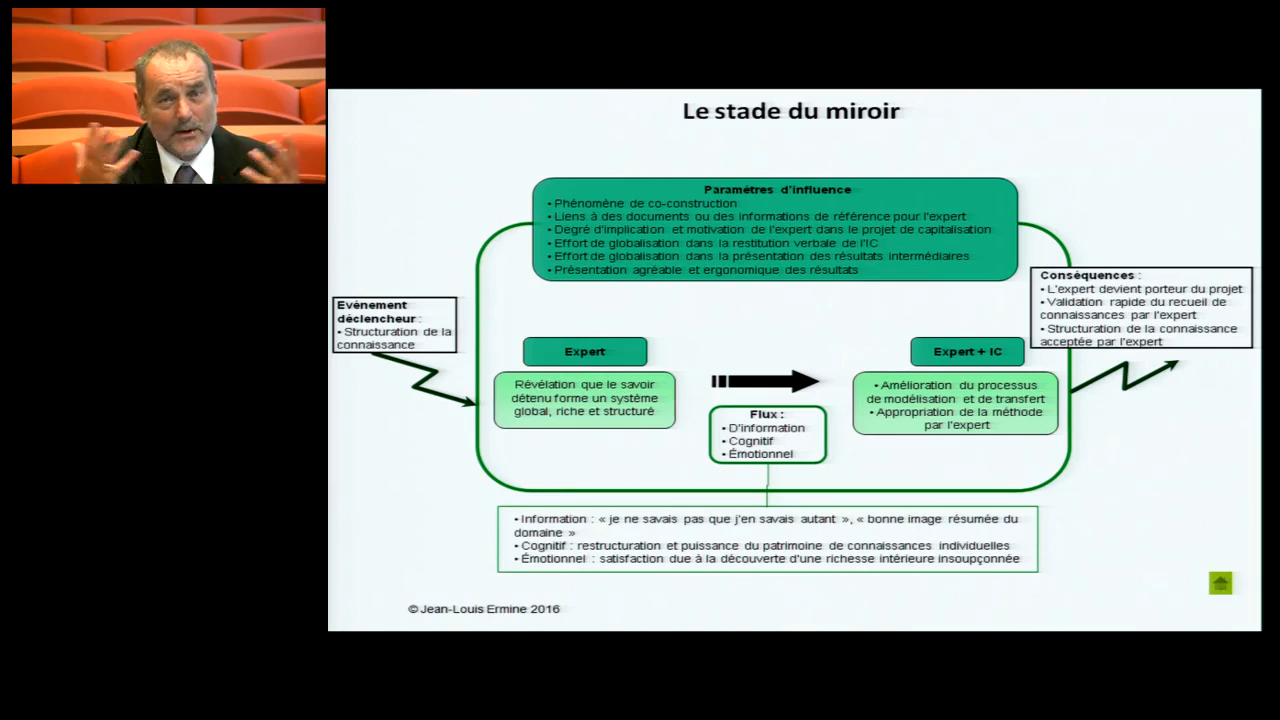 Le stade du miroir
Paramètres d'influence
• Phénomène de co-construction
• Liens à des documents ou des informations de référence pour l'expert
• Degré d'implication et motivation de l'expert dans le projet de capitalisation
• Effort de globalisation dans la restitution verbale de l'IC
• Effort de globalisation dans la présentation des résultats intermédiaires
• Présentation agréable et ergonomique des résultats
Evénement
déclencheur :
• Structuration de la
connaissance
Expert
Révélation que le savoir
détenu forme un système
global, riche et structuré
Flux :
• D'information
• Cognitif
• Émotionnel
Expert + IC
• Amélioration du processus
de modélisation et de transfert
• Appropriation de la méthode
par l'expert
Conséquences :
• L'expert devient porteur du projet
• Validation rapide du recueil de
connaissances par l'expert
• Structuration de la connaissance
acceptée par l'expert
• Information : « je ne savais pas que j'en savais autant », « bonne image résumée du
domaine »
• Cognitif : restructuration et puissance du patrimoine de connaissances individuelles
• Émotionnel : satisfaction due à la découverte d'une richesse intérieure insoupçonnée
© Jean-Louis Ermine 2016